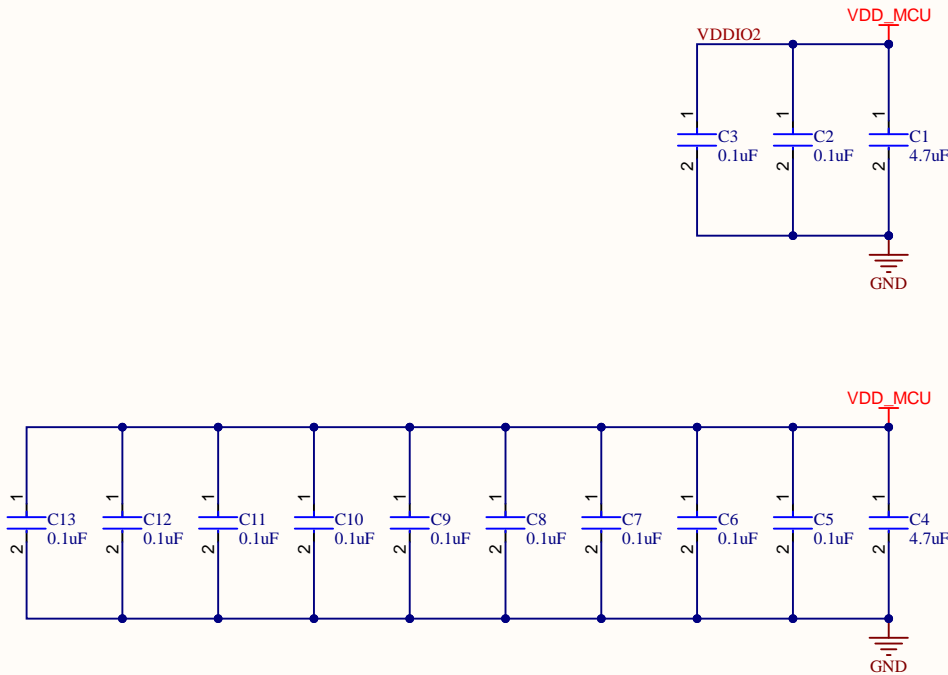 VDD_MCU
VDDIO2
1
1
1
C3
C2
C1
0.1uF
0.1uF
4.7uF
2
2
2
GND
VDD_MCU
1
1
1
1
1
1
1
1
1
1
C13
C12
C11
C10
C9
C8
C7
C6
C5
C4
0.1uF
0.1uF
0.1uF
0.1uF
0.1uF
0.1uF
0.1uF
0.1uF
0.1uF
4.7uF
2
2
2
2
2
2
2
2
2
2
GND